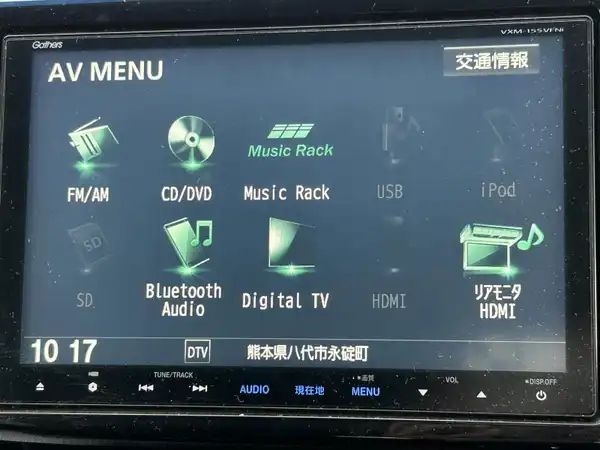 Gathers
VXM-155VFNi
AV MENU
交通情報
Music Rack
FM/AM
CD/DVD
Music Rack
USB
iPod
SD
SD
Bluetooth
Audio
Digital TV
HDMI
リアモニタ
HDMI
10 17
DTV
熊本県八代市永碇町
TUNE/TRACK
AUDIO
現在地
*画質
MENU
VOL
*DISP.OFF